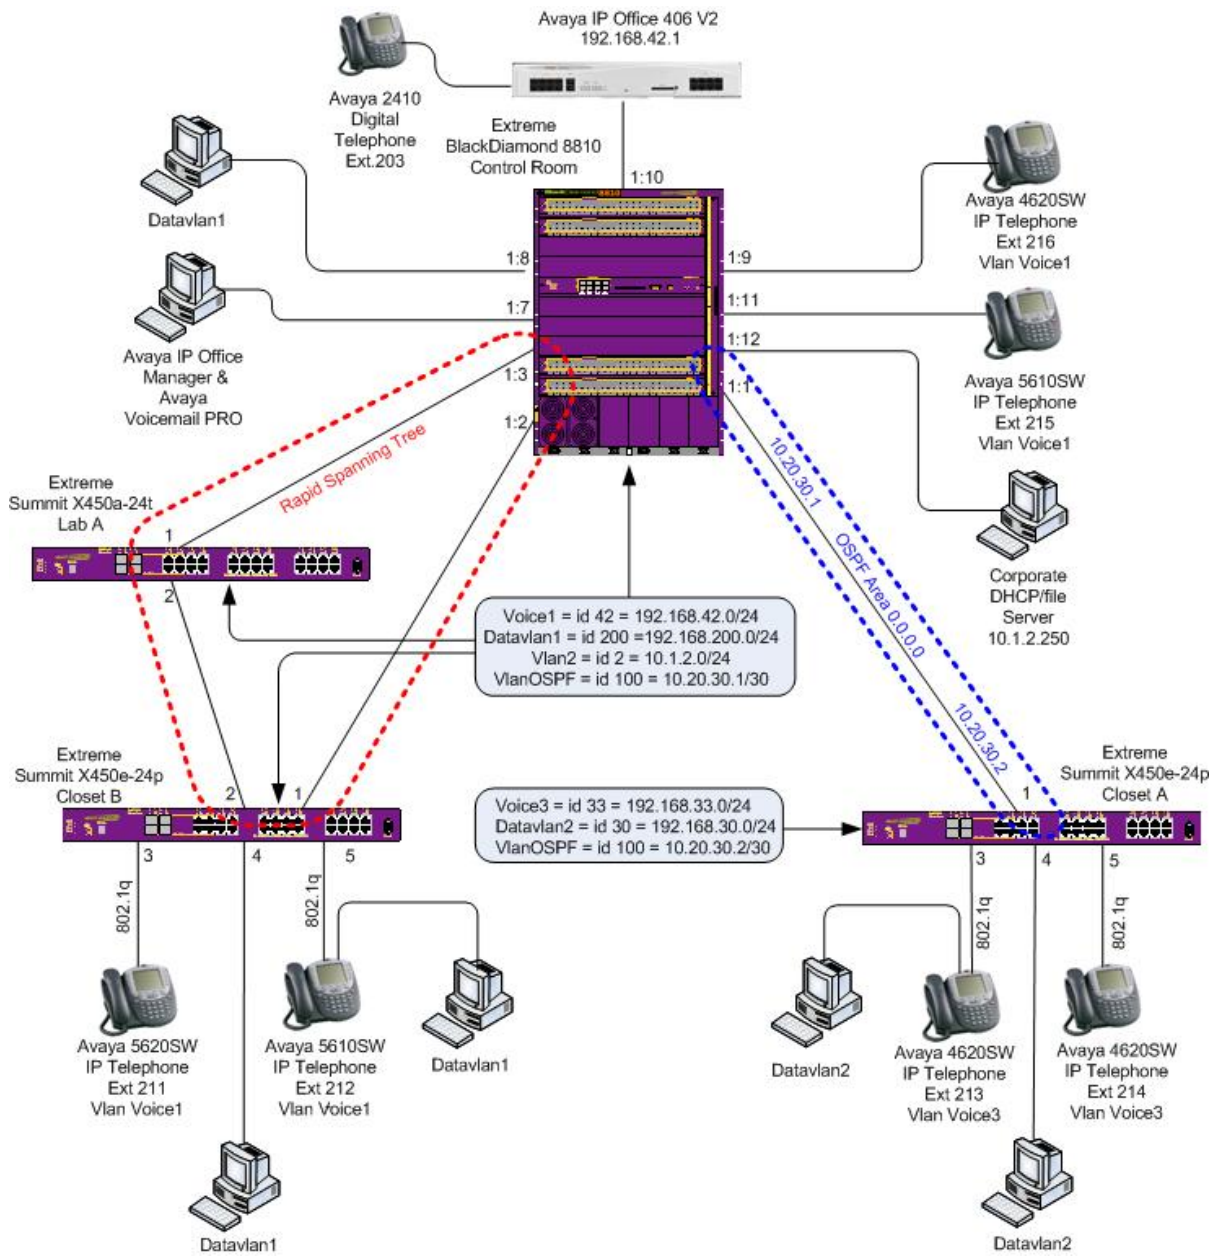 Avaya IP Office 406 V2
192.168.42.1
Avaya 2410
Digital
Telephone
Ext.203
Extreme
BlackDiamond 8810
Control Room
1:10
Datavlan1
Avaya 4620SW
IP Telephone
Ext 216
Vlan Voice1
1:8
1:9
1:7
1:11
1:12
1:3
1:1
1:2
Avaya IP Office
Manager &
Avaya
Voicemail PRO
Avaya 5610SW
IP Telephone
Ext 215
Vlan Voice1
Rapid Spanning Tree
10.20.30.1
OSPF Area 0.0.0.0
10.20.30.2
Extreme
Summit X450a-24t
Lab A
1
2
Corporate
DHCP/file
Server
10.1.2.250
Voice1 = id 42 = 192.168.42.0/24
Datavlan1 = id 200 =192.168.200.0/24
Vlan2 = id 2 = 10.1.2.0/24
VlanOSPF = id 100 = 10.20.30.1/30
Extreme
Summit X450e-24p
Closet B
2
1
3
4
5
Voice3 = id 33 = 192.168.33.0/24
Datavlan2 = id 30 = 192.168.30.0/24
VlanOSPF = id 100 = 10.20.30.2/30
Extreme
Summit X450e-24p
Closet A
1
3
4
5
802.1q
802.1q
802.1q
802.1q
Avaya 5620SW
IP Telephone
Ext 211
Vlan Voice1
Avaya 5610SW
IP Telephone
Ext 212
Vlan Voice1
Datavlan1
Datavlan2
Avaya 4620SW
IP Telephone
Ext 213
Vlan Voice3
Avaya 4620SW
IP Telephone
Ext 214
Vlan Voice3
Datavlan1
Datavlan2